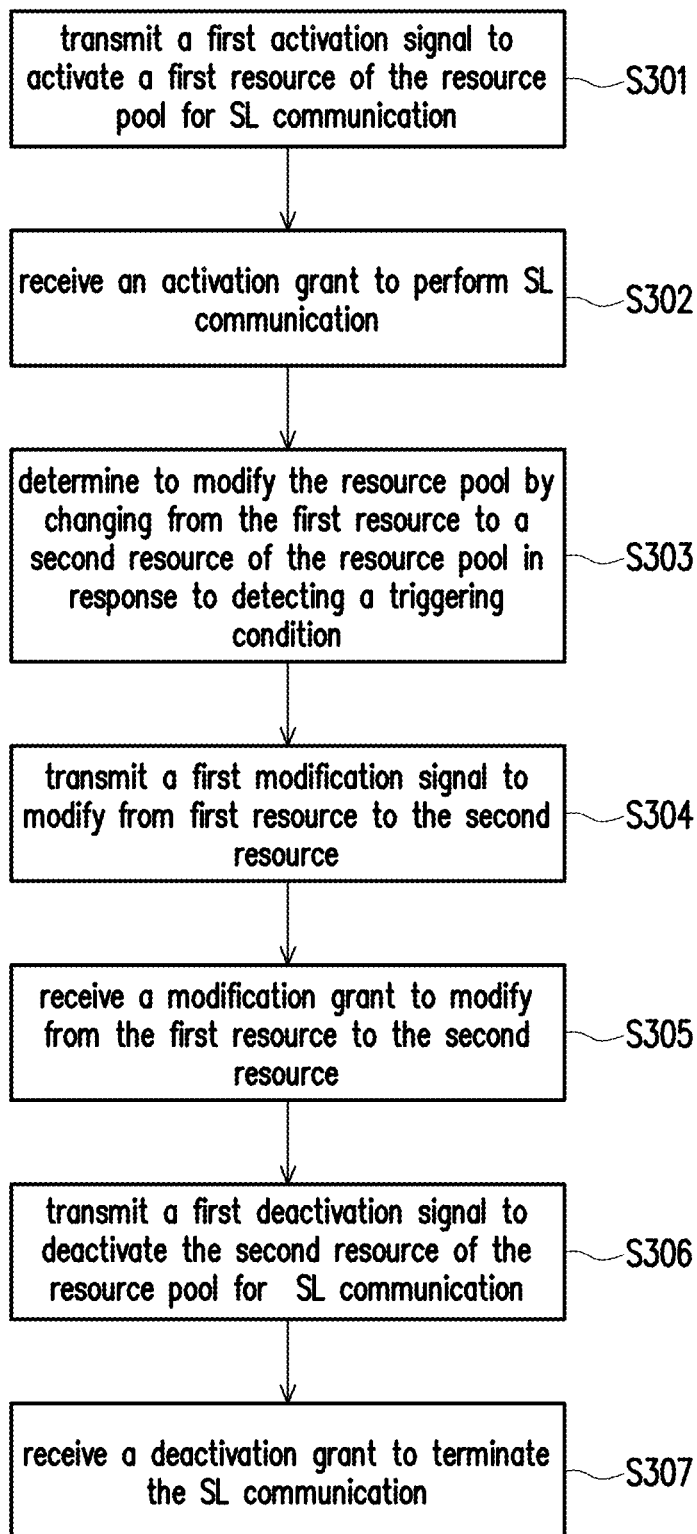 transmit a first activation signal to
activate a first resource of the resource
pool for SL communication
S301
receive an activation grant to perform SL
communication
S302
determine to modify the resource pool by
changing from the first resource to a
second resource of the resource pool in
response to detecting a triggering
condition
S303
transmit a first modification signal to
modify from first resource to the second
resource
S304
receive a modification grant to modify
from the first resource to the second
resource
S305
transmit a first deactivation signal to
deactivate the second resource of the
resource pool for SL communication
S306
receive a deactivation grant to terminate
the SL communication
S307